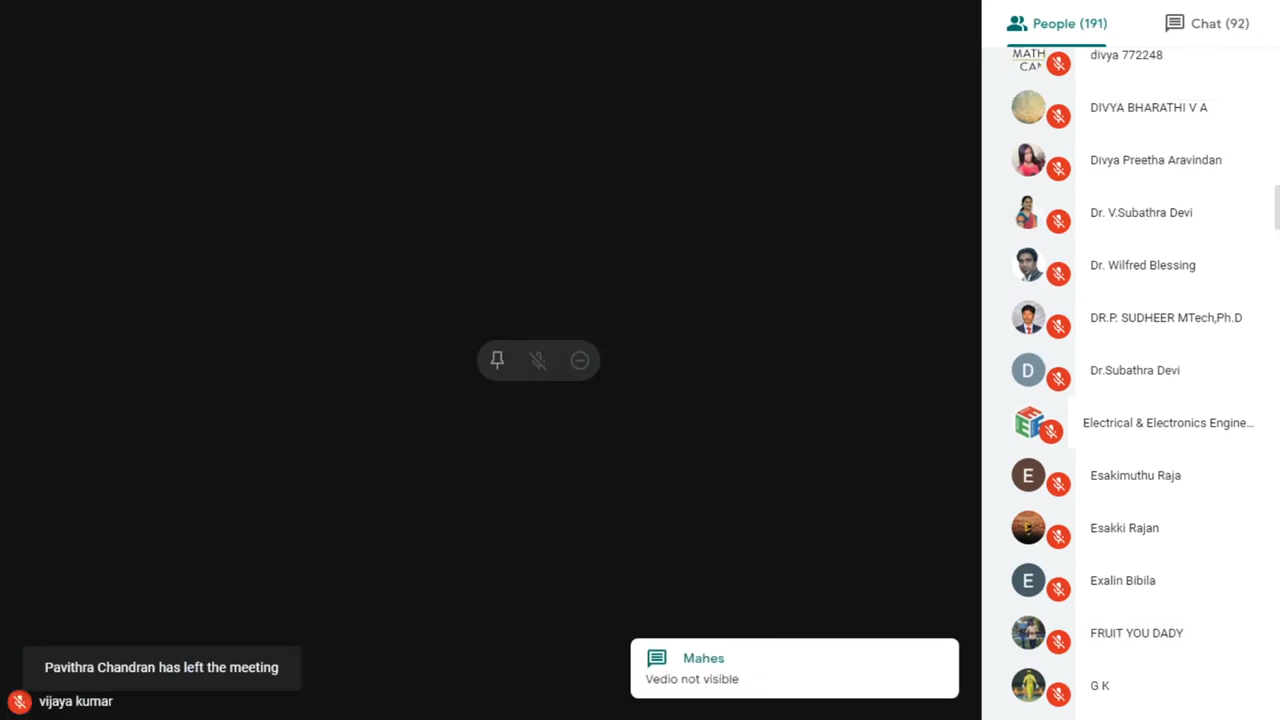 People (191)
Chat (92)
MATH
CAN
divya 772248
DIVYA BHARATHI V A
Divya Preetha Aravindan
Dr. V.Subathra Devi
Dr. Wilfred Blessing
DR.P. SUDHEER MTech,Ph.D
D
Dr.Subathra Devi
Electrical & Electronics Engine...
E
Esakimuthu Raja
Esakki Rajan
E
Exalin Bibila
FRUIT YOU DADY
G K
Pavithra Chandran has left the meeting
vijaya kumar
Mahes
Vedio not visible